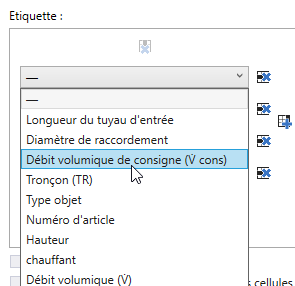 Etiquette :
—
—
Longueur du tuyau d'entrée
Diamètre de raccordement
Débit volumique de consigne (V̇ cons)
Tronçon (TR)
Type objet
Numéro d'article
Hauteur
chauffant
Débit volumique (V̇)
s cellules